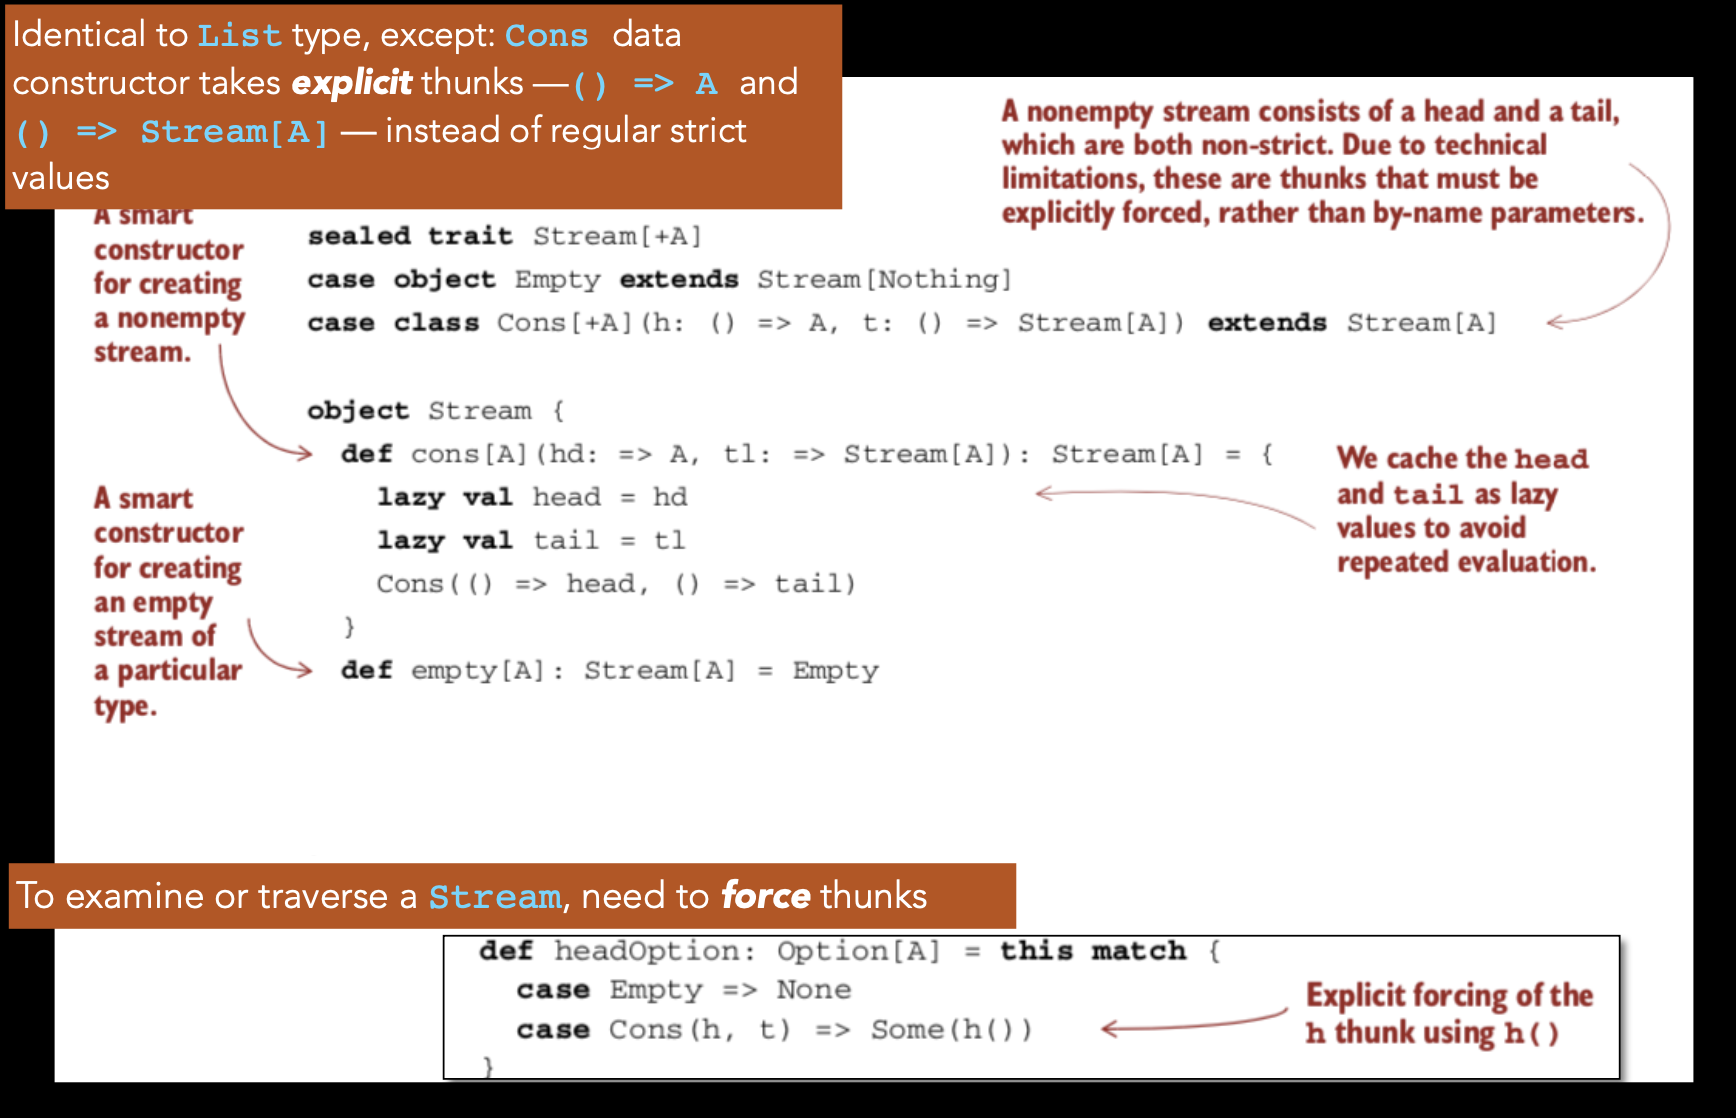 Identical to List type, except: Cons data
constructor takes explicit thunks —() => A and
() => Stream[A] — instead of regular strict
values
A nonempty stream consists of a head and a tail,
which are both non-strict. Due to technical
limitations, these are thunks that must be
explicitly forced, rather than by-name parameters.
A smart
constructor
for creating
a nonempty
stream.
sealed trait Stream[+A]
case object Empty extends Stream[Nothing]
case class Cons[+A](h: () => A, t: () => Stream[A]) extends Stream[A]
object Stream {
def cons[A](hd: => A, tl: => Stream[A]): Stream[A] = {
lazy val head = hd
lazy val tail = tl
Cons(() => head, () => tail)
}
def empty[A]: Stream[A] = Empty
We cache the head
and tail as lazy
values to avoid
repeated evaluation.
A smart
constructor
for creating
an empty
stream of
a particular
type.
To examine or traverse a Stream, need to force thunks
def headOption: Option[A] = this match {
case Empty => None
case Cons(h, t) => Some(h())
}
Explicit forcing of the
h thunk using h()